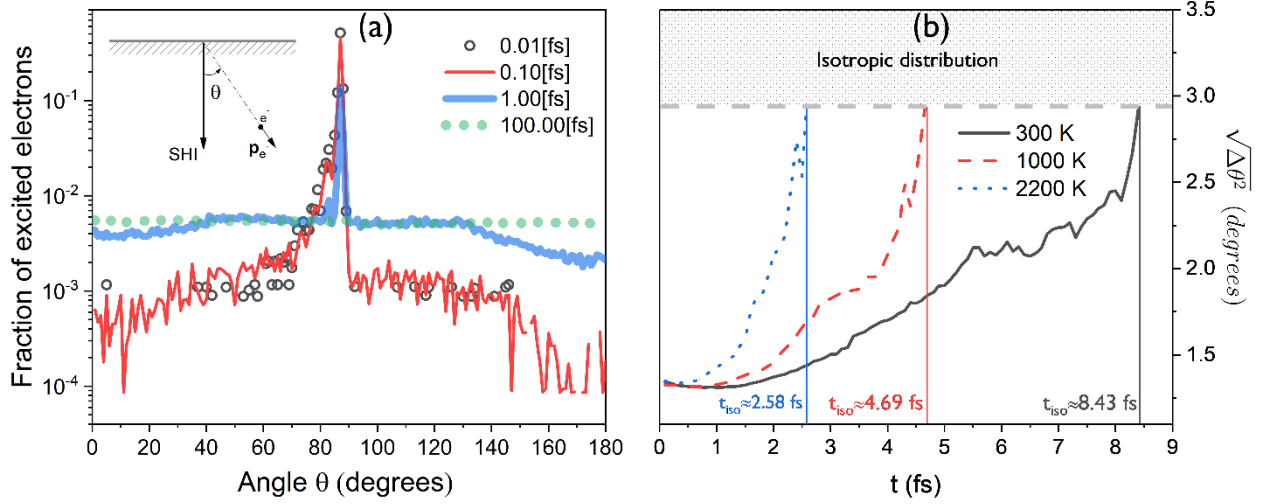 (a)
Fraction of excited electrons
10⁻¹
10⁻²
10⁻³
10⁻⁴
0.01[fs]
0.10[fs]
1.00[fs]
100.00[fs]
θ
e⁻
SHI
pₑ⁻
0 20 40 60 80 100 120 140 160 180
Angle θ (degrees)
(b)
Isotropic distribution
300 K
1000 K
2200 K
t_iso≈2.58 fs
t_iso≈4.69 fs
t_iso≈8.43 fs
3.5
3.0
2.5
2.0
1.5
√Δθ² (degrees)
0 1 2 3 4 5 6 7 8 9
t (fs)